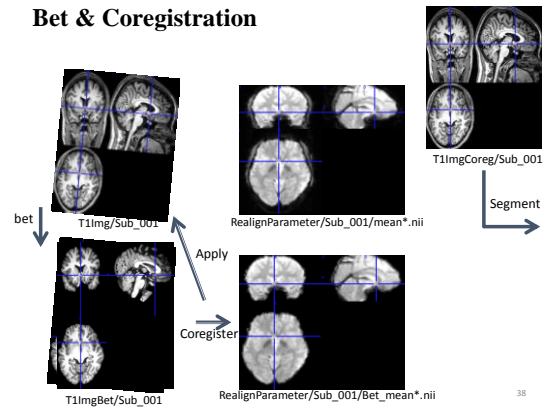 Bet & Coregistration
T1ImgCoreg/Sub_001
T1Img/Sub_001
RealignParameter/Sub_001/mean*.nii
Segment
bet
Apply
Coregister
T1ImgBet/Sub_001
RealignParameter/Sub_001/Bet_mean*.nii
38